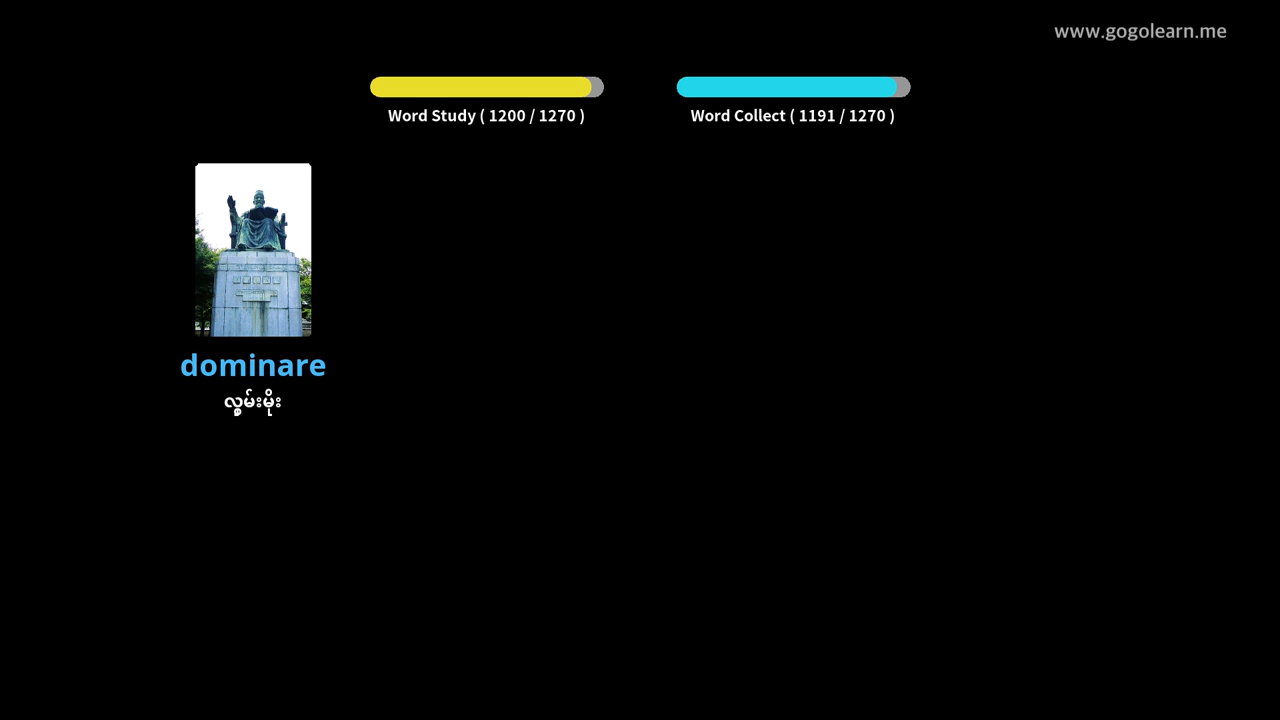 www.gogolearn.me
Word Study ( 1200 / 1270 )
Word Collect ( 1191 / 1270 )
dominare
လွှမ်းမိုး